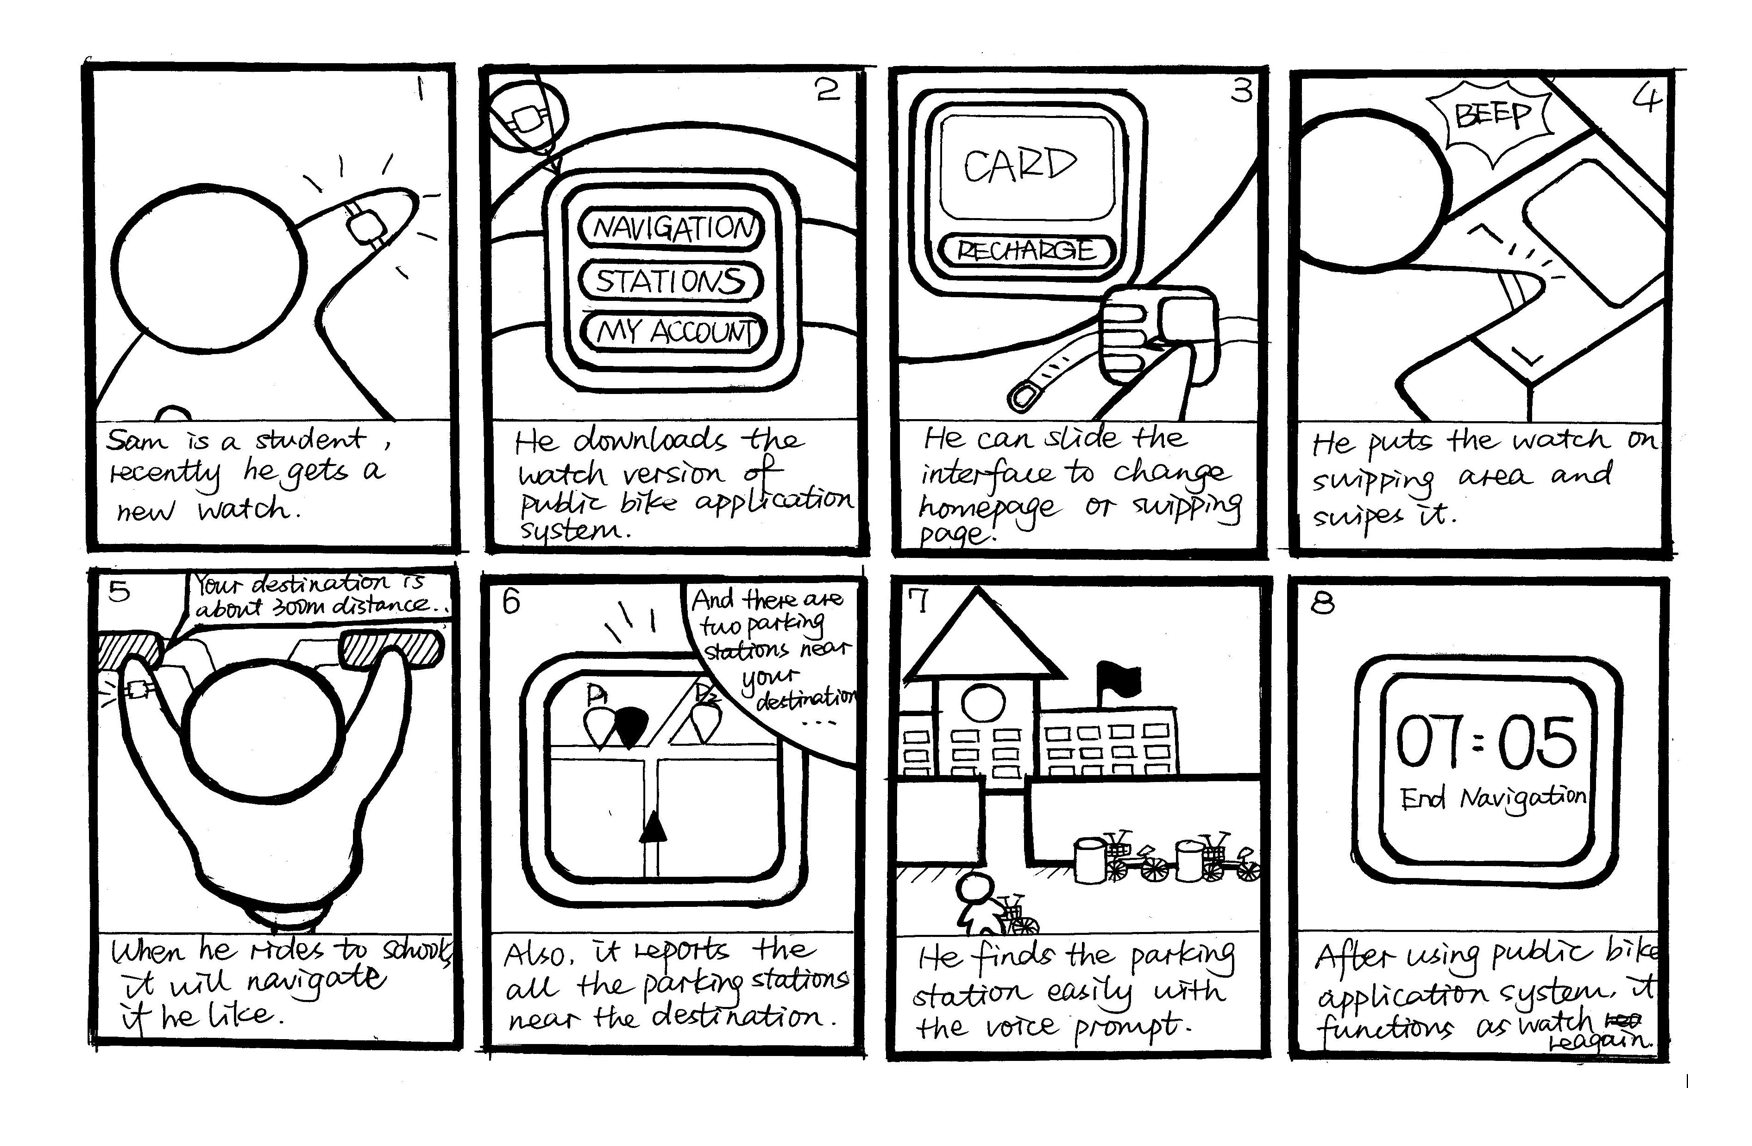 1
Sam is a student,
recently he gets a
new watch.
2
NAVIGATION
STATIONS
MY ACCOUNT
He downloads the
watch version of
public bike application
system.
3
CARD
RECHARGE
He can slide the
interface to change
homepage or swipping
page.
4
BEEP
He puts the watch on
swipping area and
swipes it.
5
Your destination is
about 300m distance..
When he rides to school,
it will navigate
if he like.
6
And there are
two parking
stations near
your
destination
...
P1
P2
Also, it reports the
all the parking stations
near the destination.
7
He finds the parking
station easily with
the voice prompt.
8
07:05
End Navigation
After using public bike
application system, it
functions as watch
reagain.